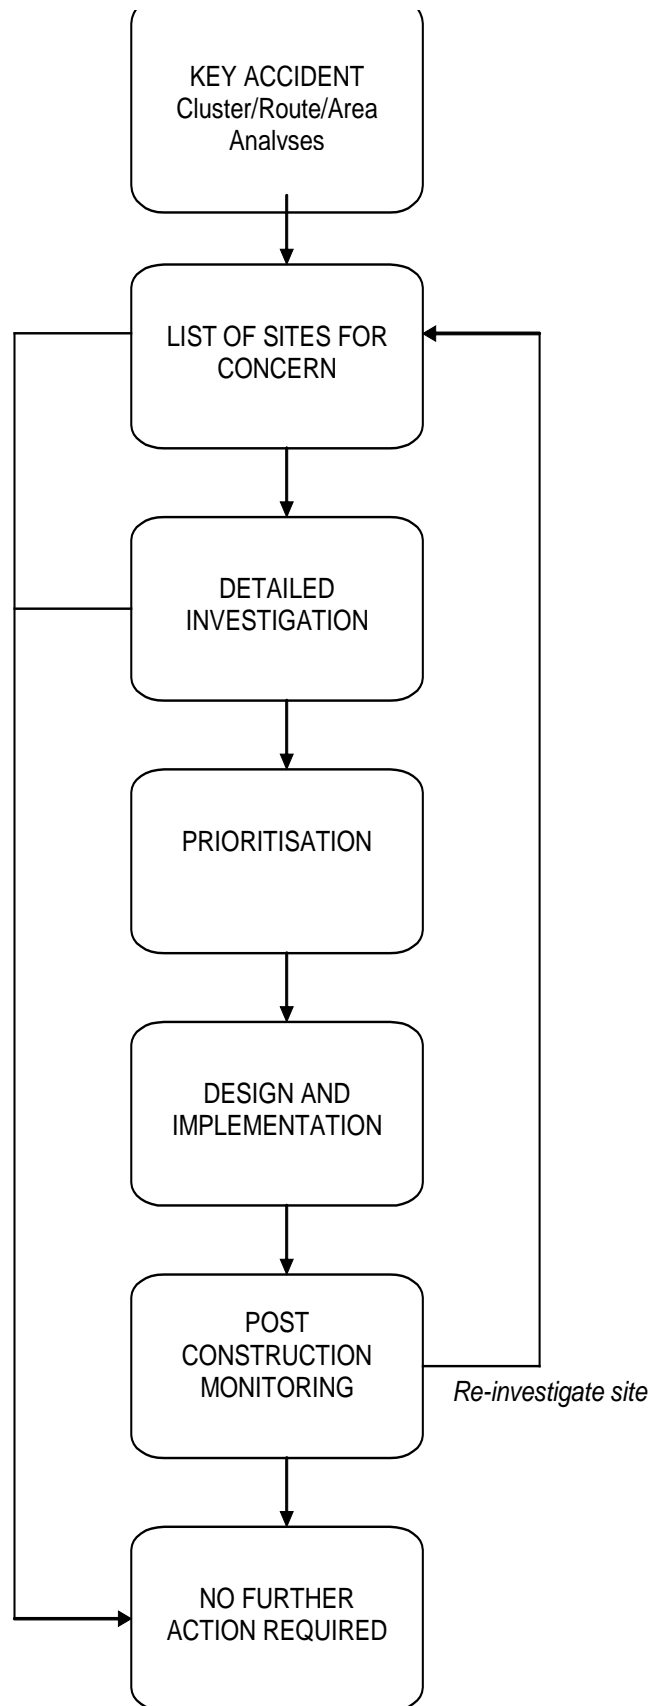 KEY ACCIDENT
Cluster/Route/Area
Analvses
LIST OF SITES FOR
CONCERN
DETAILED
INVESTIGATION
PRIORITISATION
DESIGN AND
IMPLEMENTATION
POST
CONSTRUCTION
MONITORING
Re-investigate site
NO FURTHER
ACTION REQUIRED